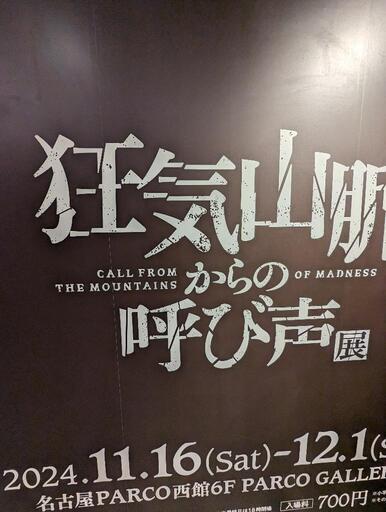 狂気山脈
CALL FROM
THE MOUNTAINS
からの
OF MADNESS
呼び声
展
2024.11.16(Sat)-12.1(S
名古屋PARCO西館6F PARCO GALLE
入場料 700円